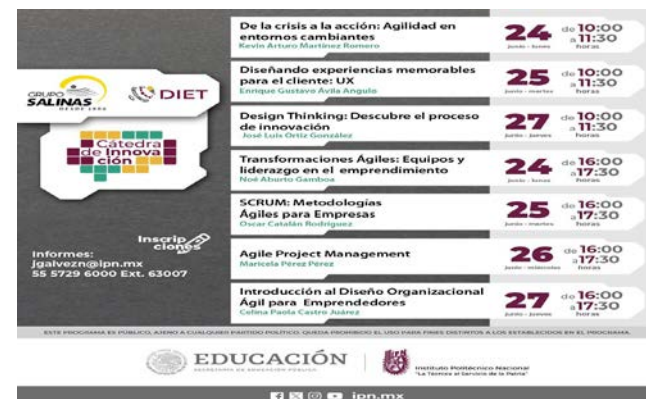 De la crisis a la acción: Agilidad en
entornos cambiantes
Kevin Arturo Martínez Romero
24
junio - lunes
de 10:00
a 11:30
horas
Diseñando experiencias memorables
para el cliente: UX
Enrique Gustavo Ávila Angulo
25
junio - martes
de 10:00
a 11:30
horas
Design Thinking: Descubre el proceso
de innovación
José Luis Ortiz González
27
junio - jueves
de 10:00
a 11:30
horas
Transformaciones Ágiles: Equipos y
liderazgo en el emprendimiento
Noé Aburto Gamboa
24
junio - lunes
de 16:00
a 17:30
horas
SCRUM: Metodologías
Ágiles para Empresas
Oscar Catalán Rodríguez
25
junio - martes
de 16:00
a 17:30
horas
Agile Project Management
Maricela Pérez Pérez
26
junio - miércoles
de 16:00
a 17:30
horas
Introducción al Diseño Organizacional
Ágil para Emprendedores
Celina Paola Castro Juárez
27
junio - jueves
de 16:00
a 17:30
horas
GRUPO
SALINAS
DESDE 1906
DIET
Cátedra
de Innova
ción
Inscrip
ciones
Informes:
jgalvezn@ipn.mx
55 5729 6000 Ext. 63007
ESTE PROGRAMA ES PÚBLICO, AJENO A CUALQUIER PARTIDO POLÍTICO. QUEDA PROHIBIDO EL USO PARA FINES DISTINTOS A LOS ESTABLECIDOS EN EL PROGRAMA.
EDUCACIÓN
SECRETARÍA DE EDUCACIÓN PÚBLICA
Instituto Politécnico Nacional
"La Técnica al Servicio de la Patria"
ipn.mx